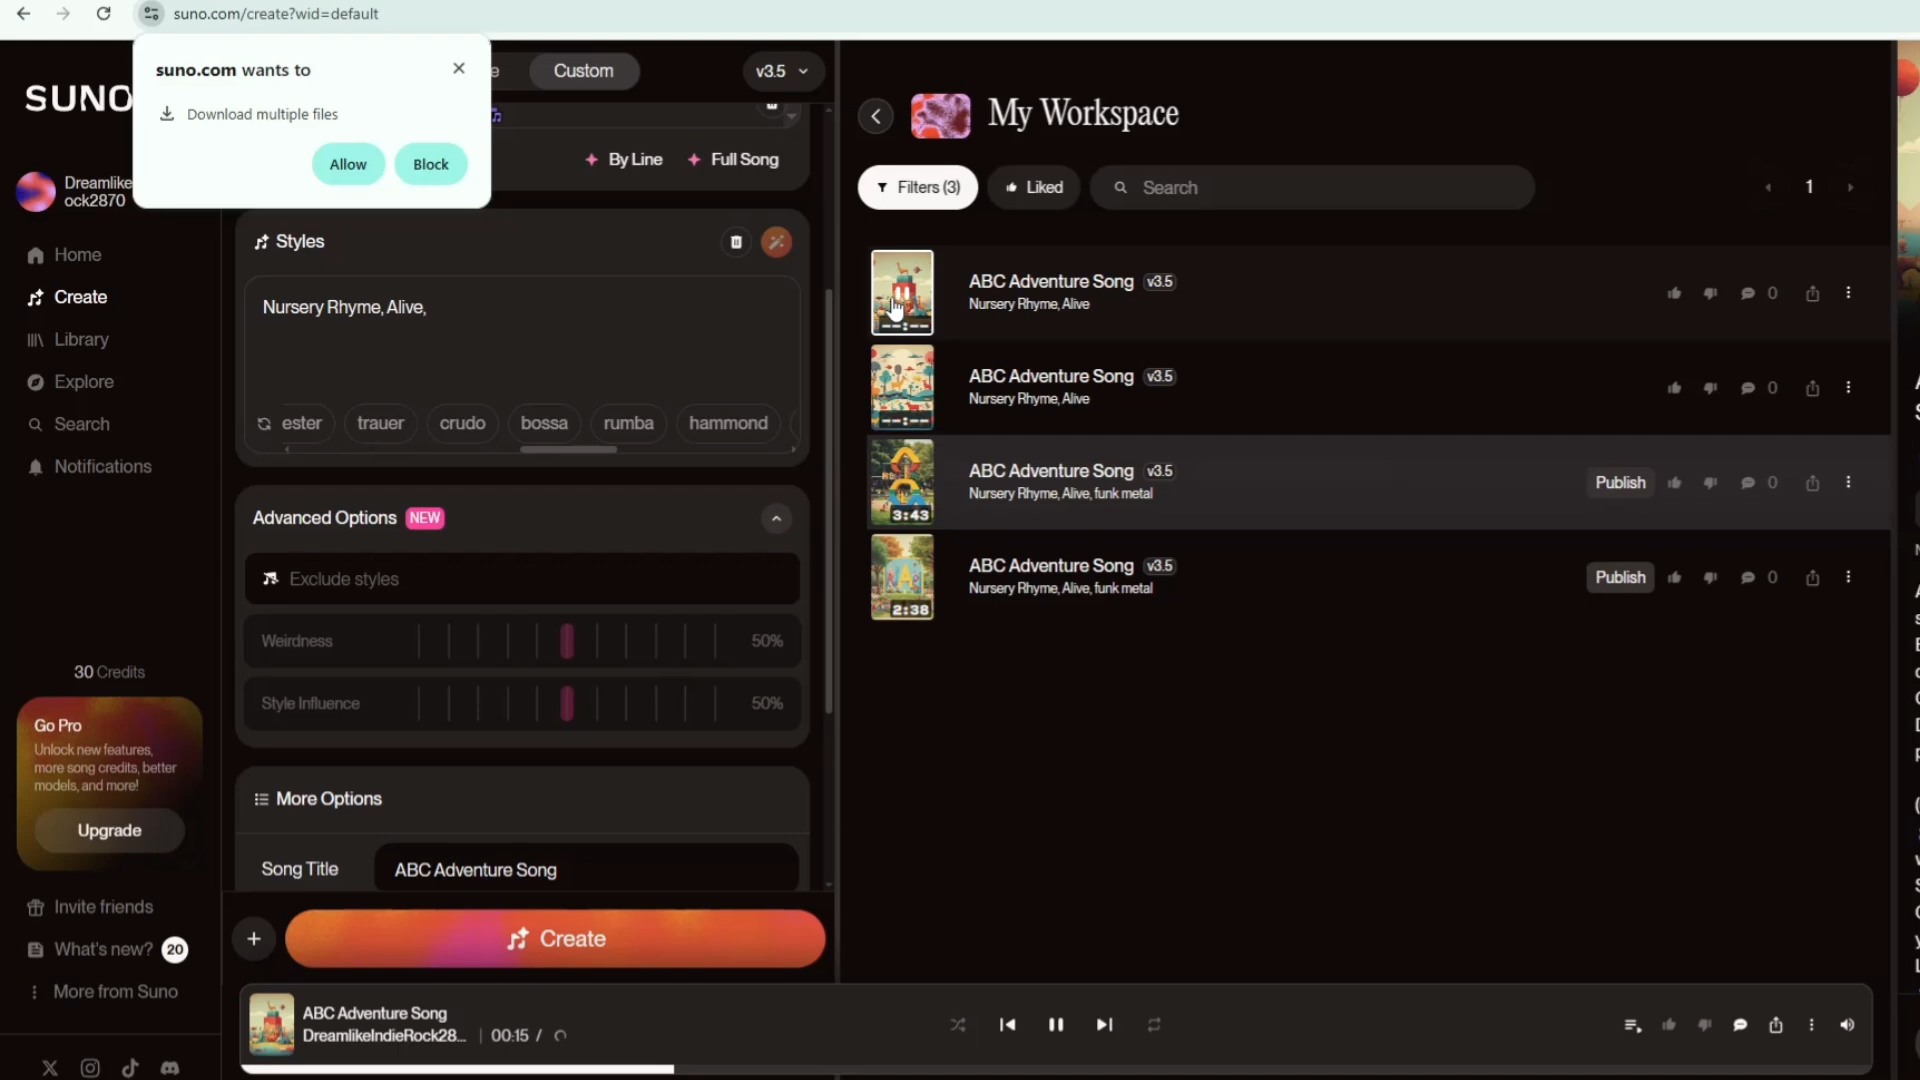 suno.com/create?wid=default
suno.com wants to
Download multiple files
Allow
Block
SUNO
Dreamlike
ock2870
Home
Create
Library
Explore
Search
Notifications
30 Credits
Go Pro
Unlock new features,
more song credits, better
models, and more!
Upgrade
Invite friends
What's new? 20
More from Suno
Custom
v3.5
By Line
Full Song
Styles
Nursery Rhyme, Alive,
ester
trauer
crudo
bossa
rumba
hammond
Advanced Options NEW
Exclude styles
Weirdness 50%
Style Influence 50%
More Options
Song Title
ABC Adventure Song
Create
My Workspace
Filters (3)
Liked
Search
1
ABC Adventure Song v3.5
Nursery Rhyme, Alive
0
--:--
ABC Adventure Song v3.5
Nursery Rhyme, Alive
0
--:--
ABC Adventure Song v3.5
Nursery Rhyme, Alive, funk metal
3:43
Publish
0
ABC Adventure Song v3.5
Nursery Rhyme, Alive, funk metal
2:38
Publish
0
ABC Adventure Song
DreamlikeIndieRock28... | 00:15 /